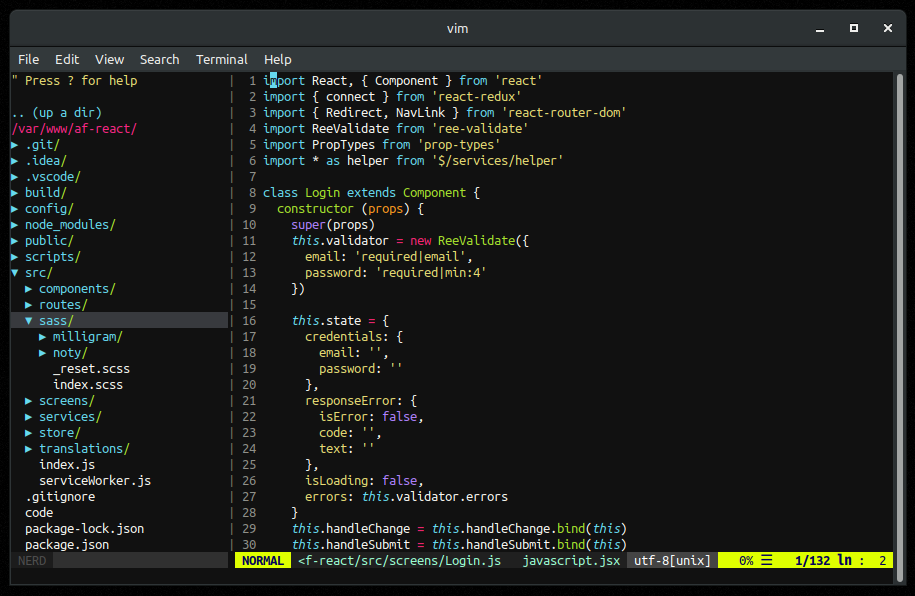 vim
File Edit View Search Terminal Help
" Press ? for help
.. (up a dir)
/var/www/af-react/
▶ .git/
▶ .idea/
▶ .vscode/
▶ build/
▶ config/
▶ node_modules/
▶ public/
▶ scripts/
▼ src/
▶ components/
▶ routes/
▼ sass/
▶ milligram/
▶ noty/
_reset.scss
index.scss
▶ screens/
▶ services/
▶ store/
▶ translations/
index.js
serviceWorker.js
.gitignore
code
package-lock.json
package.json
NERD
1 import React, { Component } from 'react'
2 import { connect } from 'react-redux'
3 import { Redirect, NavLink } from 'react-router-dom'
4 import ReeValidate from 'ree-validate'
5 import PropTypes from 'prop-types'
6 import * as helper from '$/services/helper'
7
8 class Login extends Component {
9 constructor (props) {
10 super(props)
11 this.validator = new ReeValidate({
12 email: 'required|email',
13 password: 'required|min:4'
14 })
15
16 this.state = {
17 credentials: {
18 email: '',
19 password: ''
20 },
21 responseError: {
22 isError: false,
23 code: '',
24 text: ''
25 },
26 isLoading: false,
27 errors: this.validator.errors
28 }
29 this.handleChange = this.handleChange.bind(this)
30 this.handleSubmit = this.handleSubmit.bind(this)
NORMAL <f-react/src/screens/Login.js javascript.jsx utf-8[unix] 0% ☰ 1/132 ln : 2